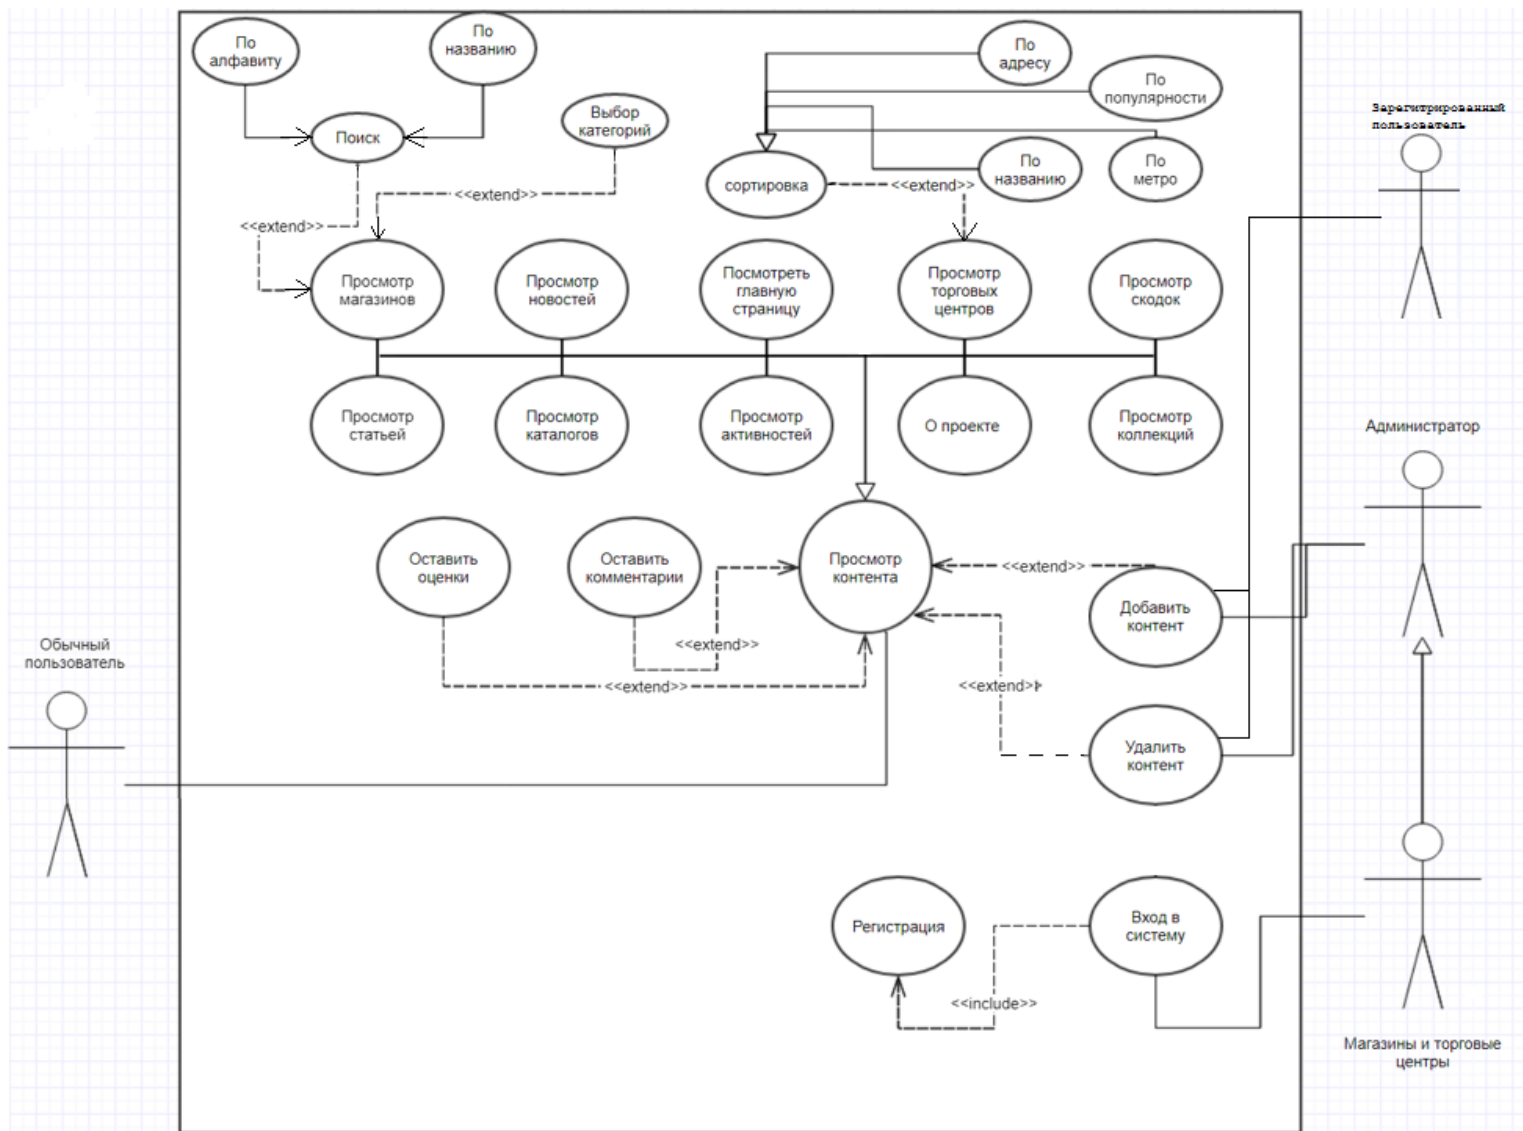 По
алфавиту
По
названию
По
адресу
По
популярности
Зарегитрированный
пользователь
Выбор
категорий
Поиск
По
названию
По
метро
сортировка
<<extend>>
<<extend>>
<<extend>>
Просмотр
магазинов
Просмотр
новостей
Посмотреть
главную
страницу
Просмотр
торговых
центров
Просмотр
скодок
Просмотр
статьей
Просмотр
каталогов
Просмотр
активностей
О проекте
Просмотр
коллекций
Администратор
Оставить
оценки
Оставить
комментарии
Просмотр
контента
<<extend>>
Добавить
контент
Обычный
пользователь
<<extend>>
<<extend>>
<<extend>>
Удалить
контент
Регистрация
Вход в
систему
<<include>>
Магазины и торговые
центры